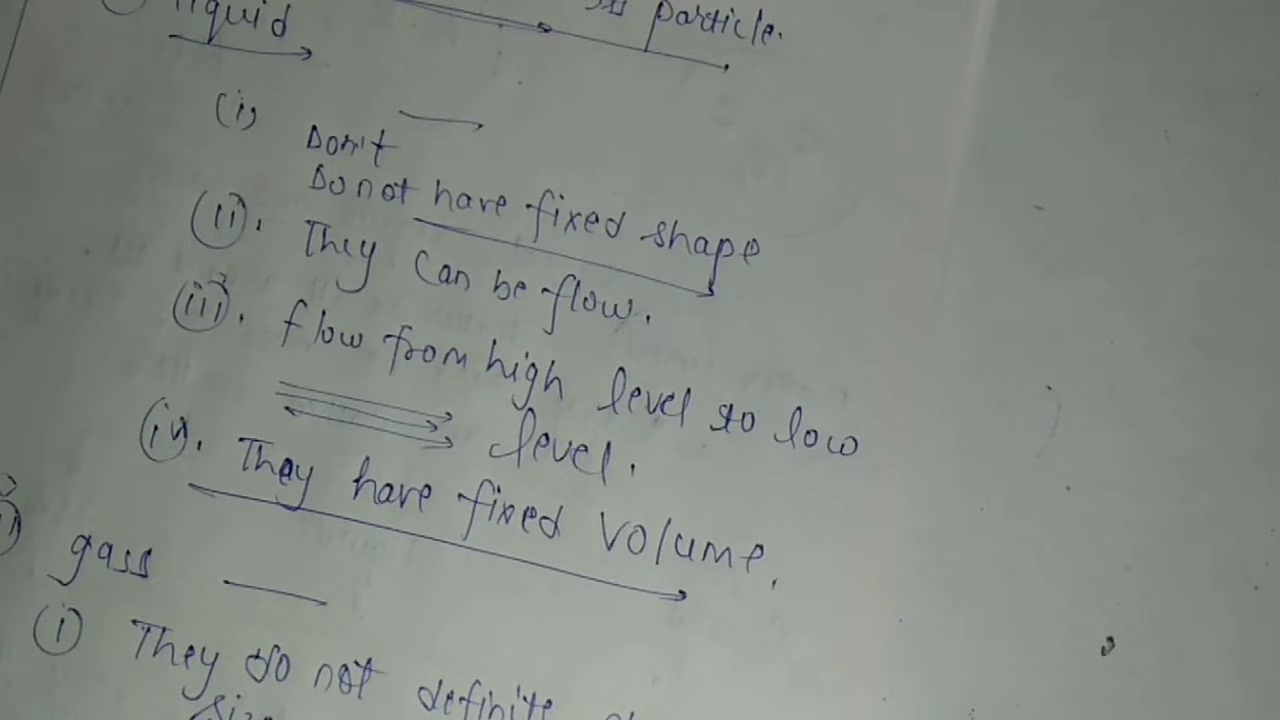 particle.
liquid
(i)
Don't
Do not have fixed shape
(ii). They can be flow.
(iii). flow from high level to low
level.
(iv). They have fixed volume.
gass
(i) They do not definite
Size